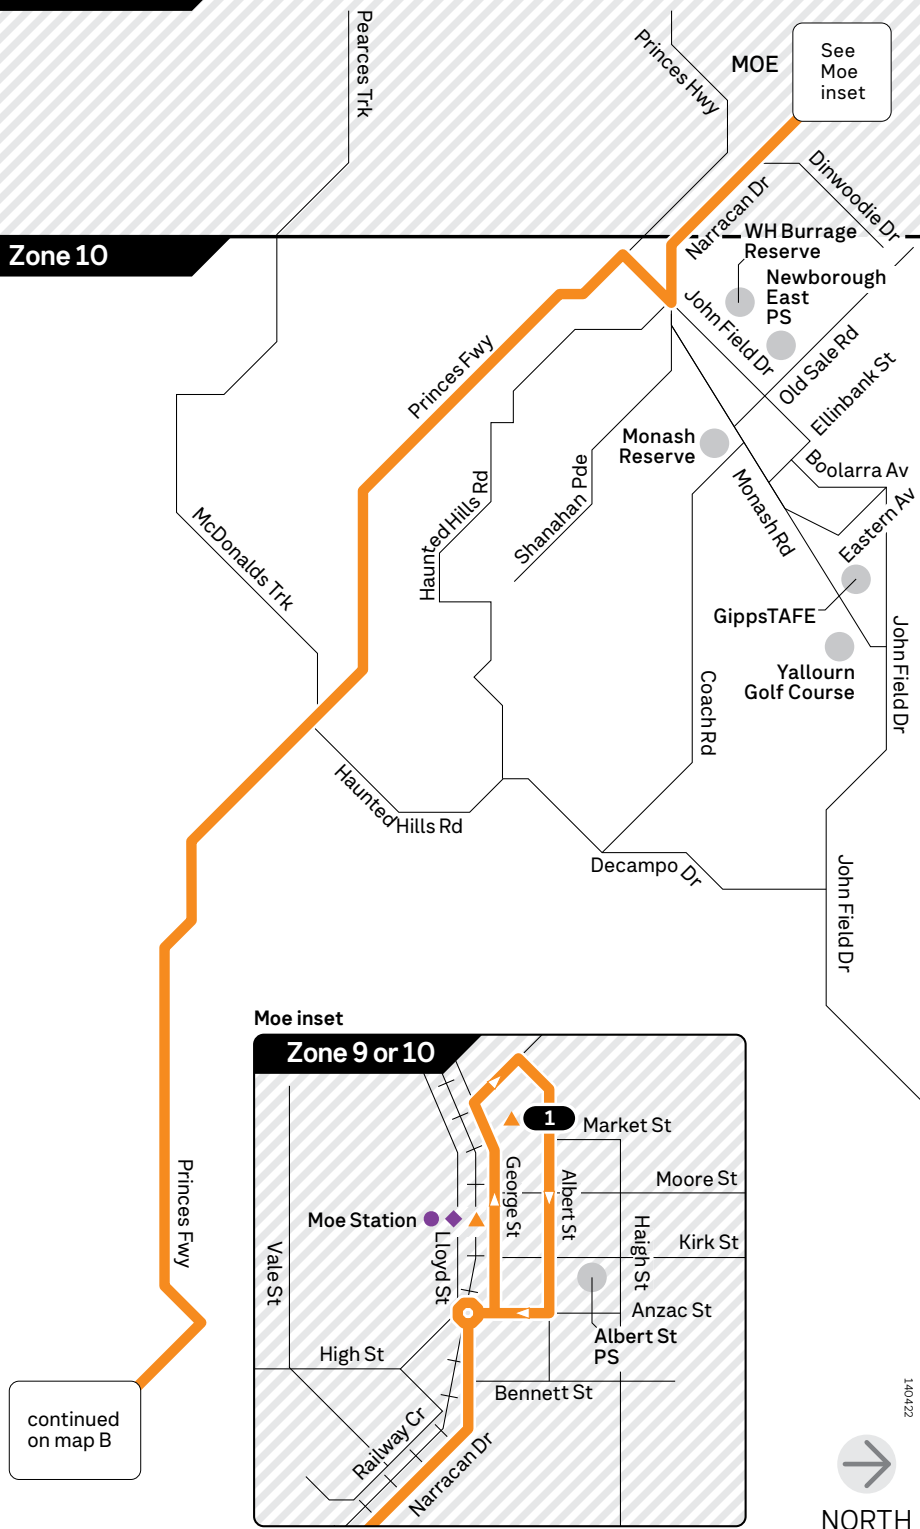 Pearces Trk
Princes Hwy
MOE
See
Moe
inset
Dinwoodie Dr
Narracan Dr
Zone 10
WH Burrage
Reserve
Newborough
East
PS
John Field Dr
Old Sale Rd
Ellinbank St
Princes Fwy
Monash
Reserve
Boolarra Av
Haunted Hills Rd
Shanahan Pde
Monash Rd
Eastern Av
McDonalds Trk
GippsTAFE
John Field Dr
Yallourn
Golf Course
Coach Rd
Haunted Hills Rd
Decampo Dr
John Field Dr
Moe inset
Zone 9 or 10
1
Market St
George St
Albert St
Moore St
Princes Fwy
Moe Station
Lloyd St
Haigh St
Kirk St
Vale St
Anzac St
Albert St
PS
High St
Bennett St
Railway Cr
Narracan Dr
continued
on map B
140422
NORTH